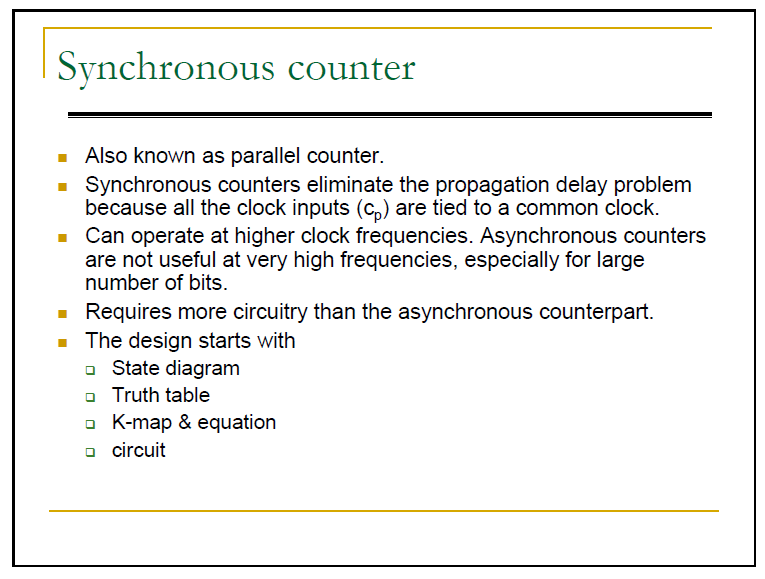 Synchronous counter
Also known as parallel counter.
Synchronous counters eliminate the propagation delay problem
because all the clock inputs (cp) are tied to a common clock.
Can operate at higher clock frequencies. Asynchronous counters
are not useful at very high frequencies, especially for large
number of bits.
Requires more circuitry than the asynchronous counterpart.
The design starts with
State diagram
Truth table
K-map & equation
circuit